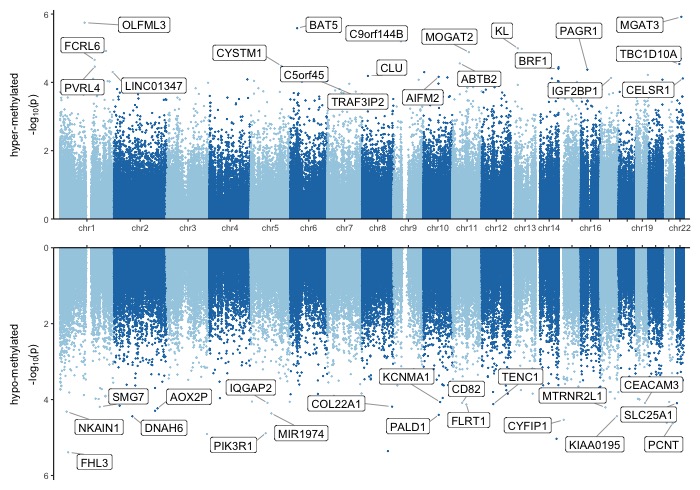 6
OLFML3
BAT5
MGAT3
C9orf144B
KL
PAGR1
FCRL6
MOGAT2
CYSTM1
TBC1D10A
BRF1
CLU
C5orf45
4
PVRL4
LINC01347
ABTB2
IGF2BP1
CELSR1
TRAF3IP2
AIFM2
hyper-methylated
-log10(p)
2
0
chr1
chr2
chr3
chr4
chr5
chr6
chr7
chr8
chr9
chr10
chr11
chr12
chr13
chr14
chr16
chr19
chr22
0
2
hypo-methylated
-log10(p)
KCNMA1
TENC1
CEACAM3
IQGAP2
CD82
SMG7
AOX2P
MTRNR2L1
4
COL22A1
SLC25A1
FLRT1
NKAIN1
DNAH6
PALD1
CYFIP1
MIR1974
PIK3R1
KIAA0195
PCNT
FHL3
6